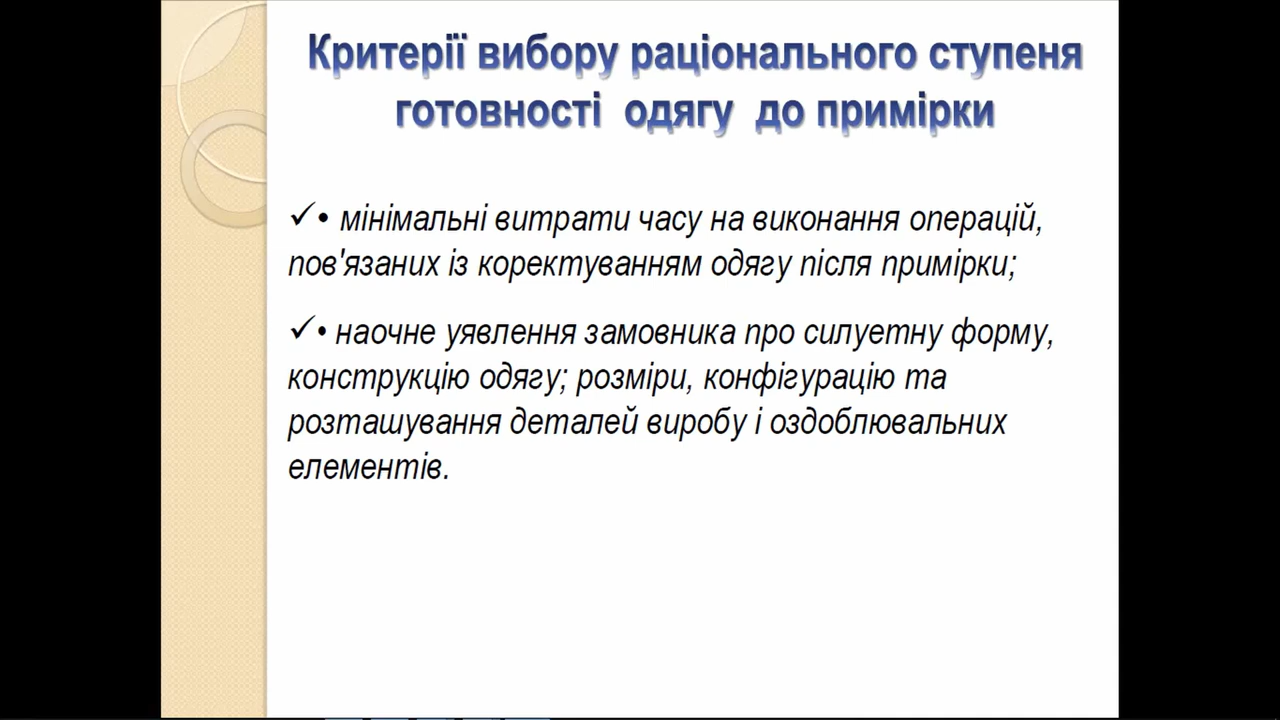 Критерії вибору раціонального ступеня
готовності одягу до примірки
✓• мінімальні витрати часу на виконання операцій,
пов'язаних із коректуванням одягу після примірки;
✓• наочне уявлення замовника про силуетну форму,
конструкцію одягу; розміри, конфігурацію та
розташування деталей виробу і оздоблювальних
елементів.